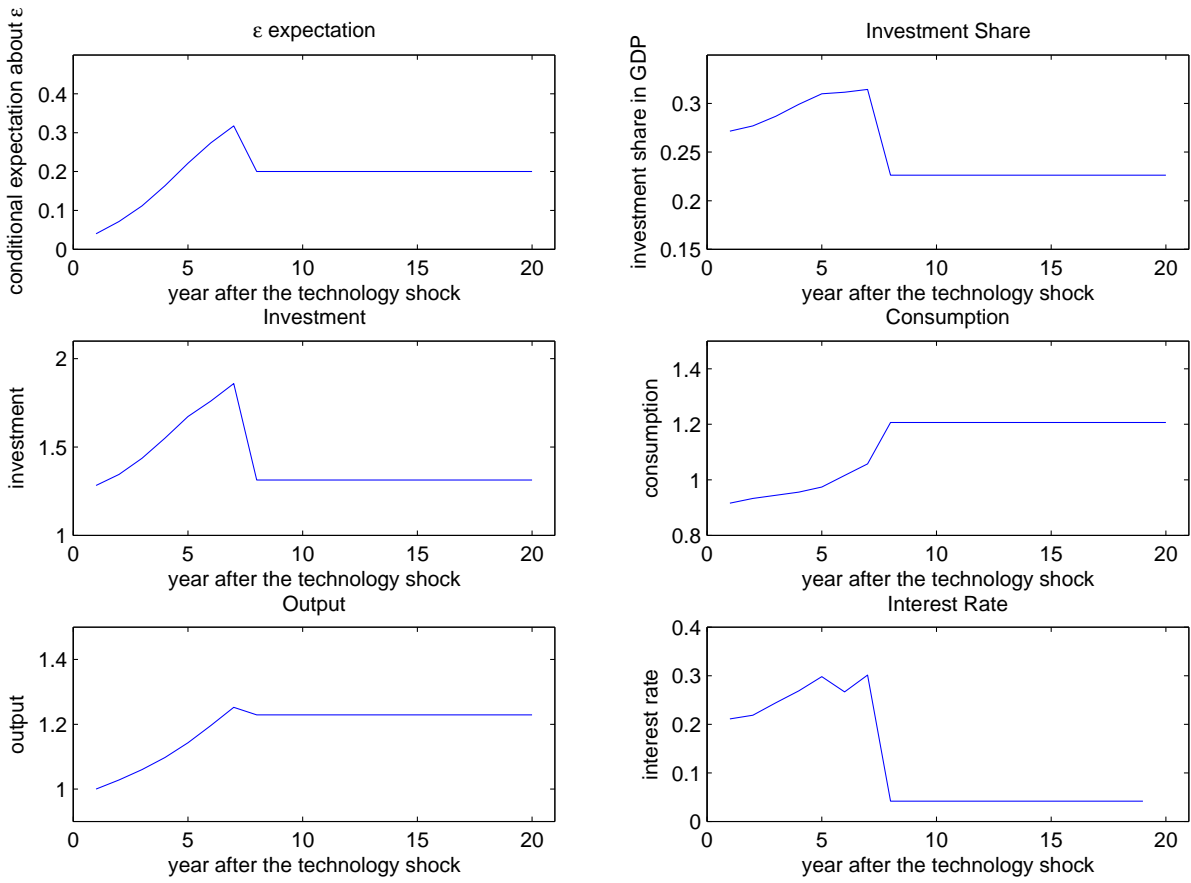 ε expectation
conditional expectation about ε
0.4
0.3
0.2
0.1
0
0 5 10 15 20
year after the technology shock
Investment Share
investment share in GDP
0.3
0.25
0.2
0.15
0 5 10 15 20
year after the technology shock
Investment
investment
2
1.5
1
0 5 10 15 20
year after the technology shock
Consumption
consumption
1.4
1.2
1
0.8
0 5 10 15 20
year after the technology shock
Output
output
1.4
1.2
1
0 5 10 15 20
year after the technology shock
Interest Rate
interest rate
0.4
0.3
0.2
0.1
0
0 5 10 15 20
year after the technology shock